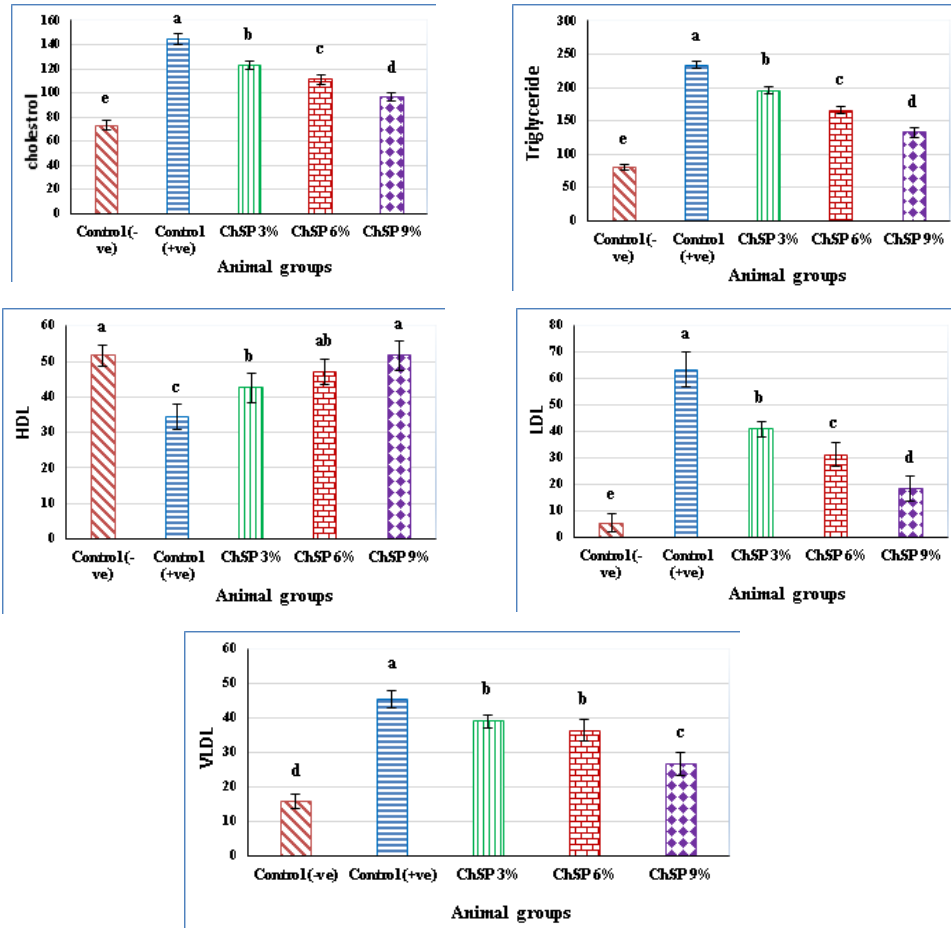 cholestrol
160
140
120
100
80
60
40
20
0
a
b
c
d
e
Control(-ve)
Control (+ve)
ChSP 3%
ChSP 6%
ChSP 9%
Animal groups
Triglyceride
300
250
200
150
100
50
0
a
b
c
d
e
Control(-ve)
Control (+ve)
ChSP 3%
ChSP 6%
ChSP 9%
Animal groups
HDL
60
50
40
30
20
10
0
a
c
b
ab
a
Control(-ve)
Control (+ve)
ChSP 3%
ChSP 6%
ChSP 9%
Animal groups
LDL
80
70
60
50
40
30
20
10
0
e
a
b
c
d
Control(-ve)
Control (+ve)
ChSP 3%
ChSP 6%
ChSP 9%
Animal groups
VLDL
60
50
40
30
20
10
0
d
a
b
b
c
Control(-ve)
Control(+ve)
ChSP 3%
ChSP 6%
ChSP 9%
Animal groups